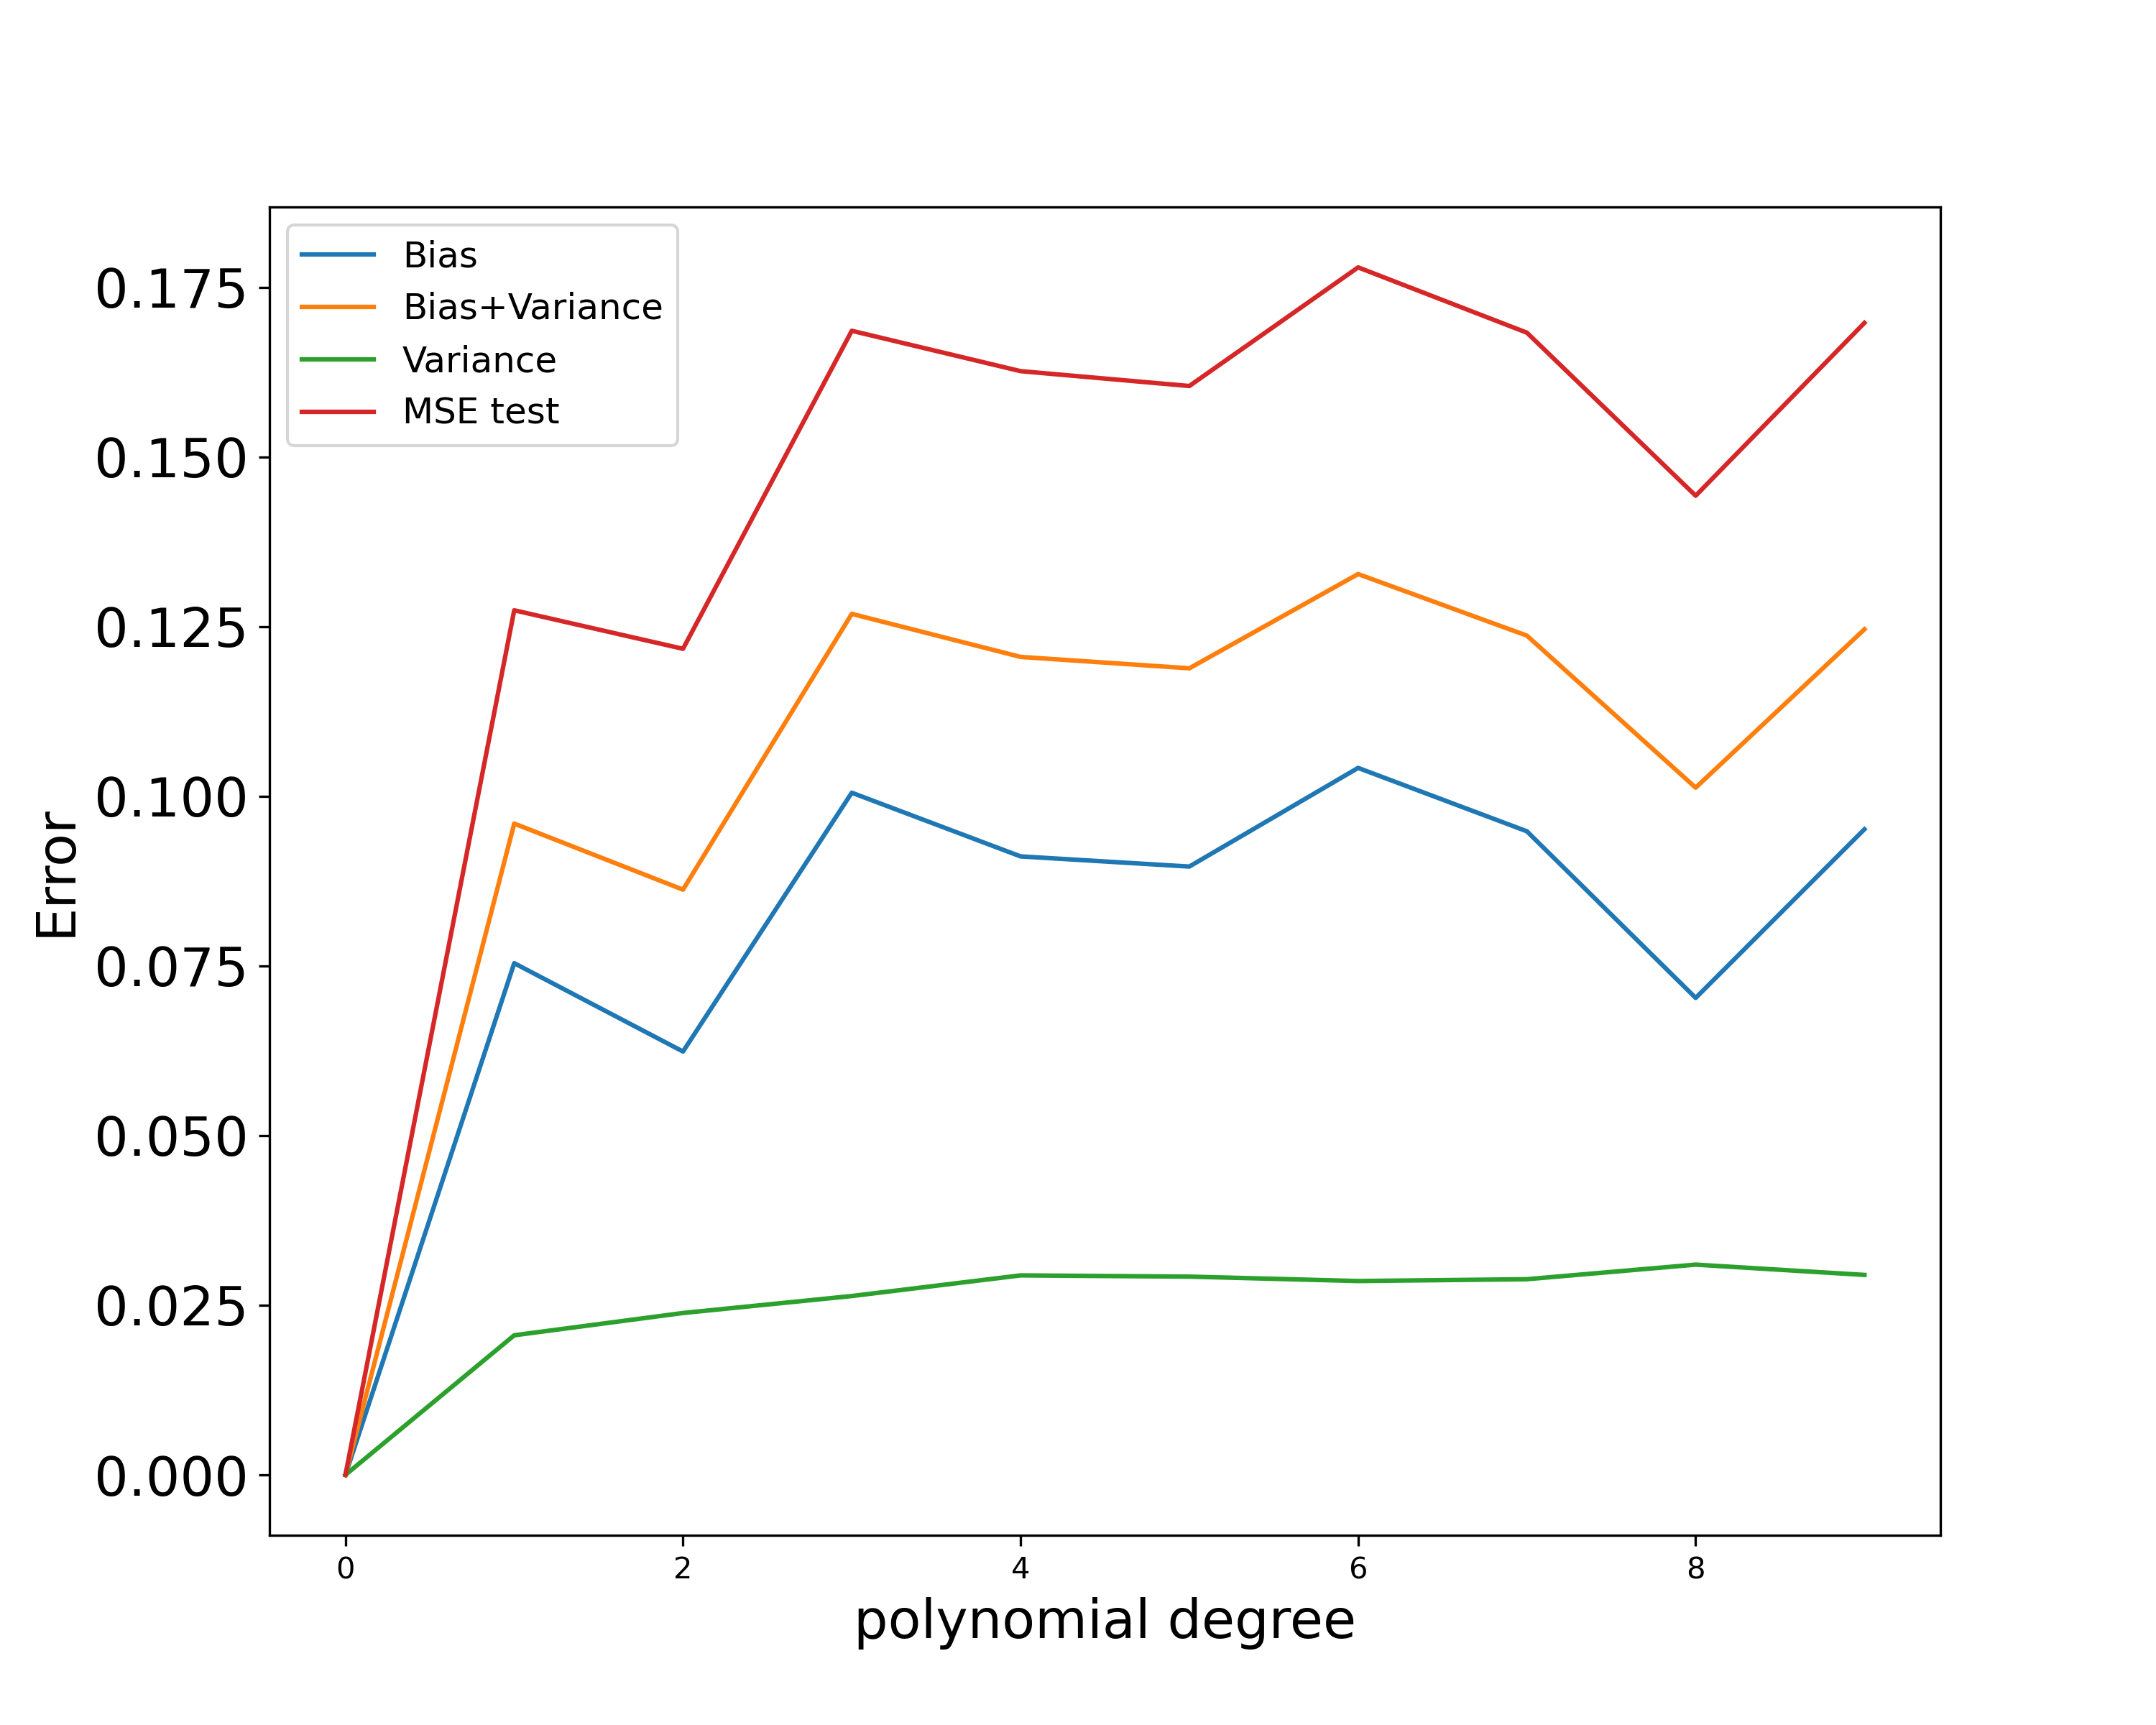 Bias
Bias+Variance
Variance
MSE test
0.175
0.150
0.125
0.100
0.075
0.050
0.025
0.000
Error
0 2 4 6 8
polynomial degree